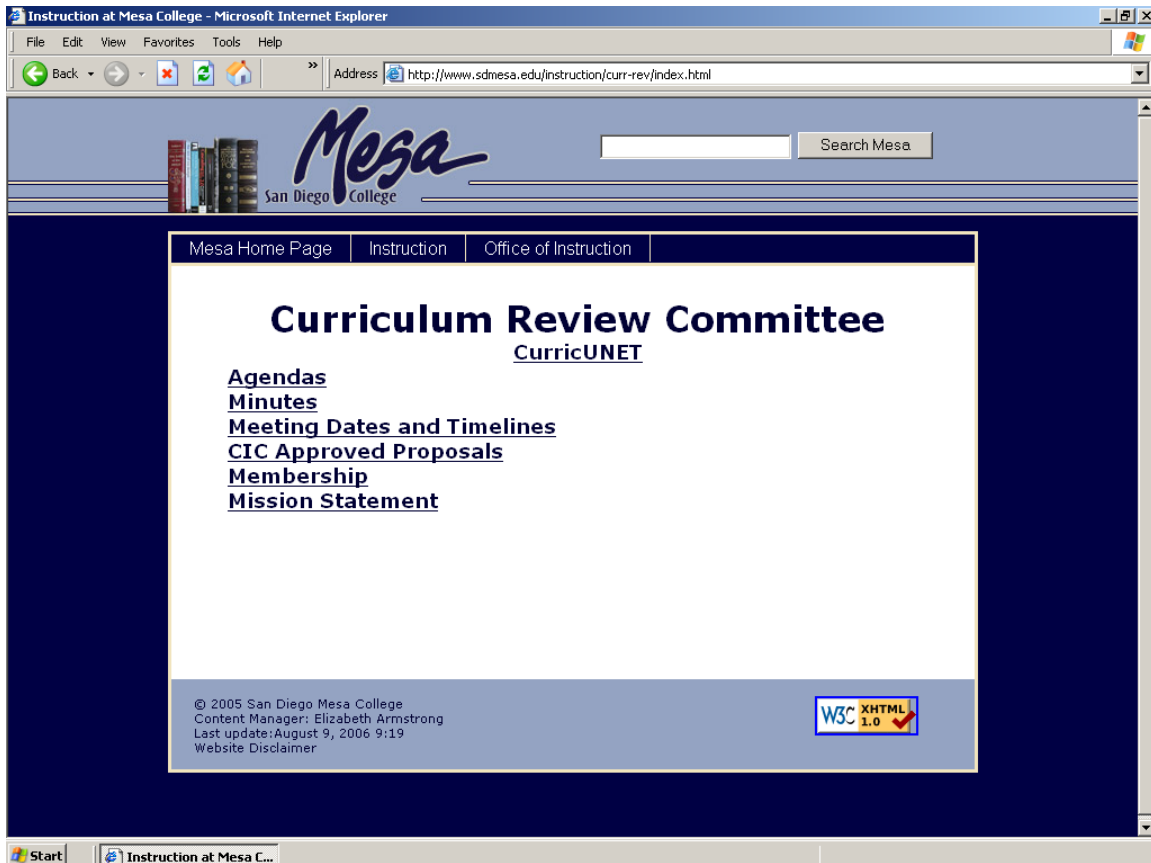 Instruction at Mesa College - Microsoft Internet Explorer
File Edit View Favorites Tools Help
Back » Address http://www.sdmesa.edu/instruction/curr-rev/index.html
Mesa
San Diego College
Search Mesa
Mesa Home Page Instruction Office of Instruction
Curriculum Review Committee
CurricUNET
Agendas
Minutes
Meeting Dates and Timelines
CIC Approved Proposals
Membership
Mission Statement
© 2005 San Diego Mesa College
Content Manager: Elizabeth Armstrong
Last update:August 9, 2006 9:19
Website Disclaimer
W3C XHTML 1.0
Start Instruction at Mesa C...